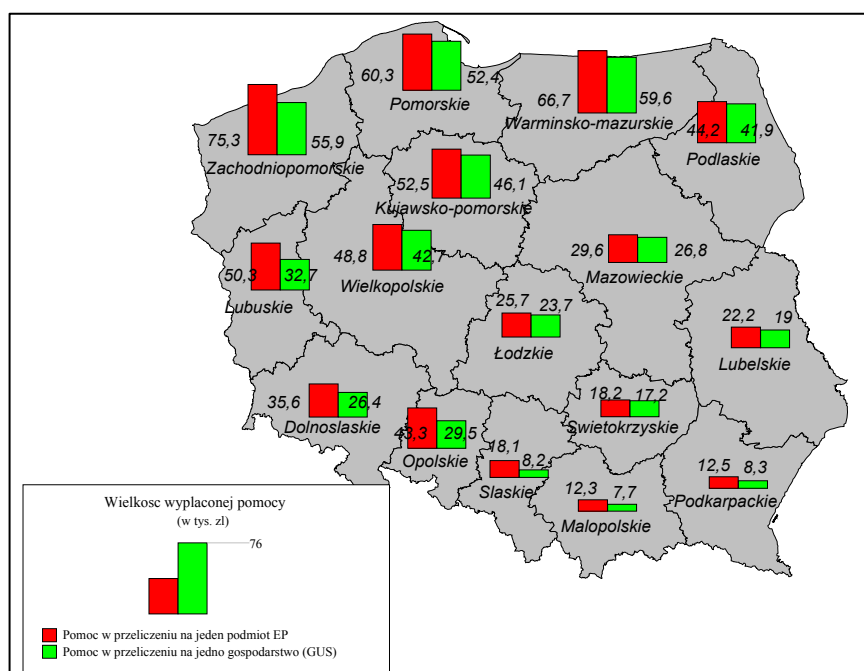 60,3
52,4
Pomorskie
66,7
59,6
Warminsko-mazurskie
44,2
41,9
Podlaskie
75,3
55,9
Zachodniopomorskie
52,5
46,1
Kujawsko-pomorskie
29,6
26,8
Mazowieckie
48,8
42,7
Wielkopolskie
50,3
32,7
Lubuskie
25,7
23,7
Łodzkie
22,2
19
Lubelskie
35,6
26,4
Dolnoslaskie
43,3
29,5
Opolskie
18,2
17,2
Swietokrzyskie
18,1
8,2
Slaskie
12,3
7,7
Malopolskie
12,5
8,3
Podkarpackie
Wielkosc wyplaconej pomocy
(w tys. zl)
76
Pomoc w przeliczeniu na jeden podmiot EP
Pomoc w przeliczeniu na jedno gospodarstwo (GUS)